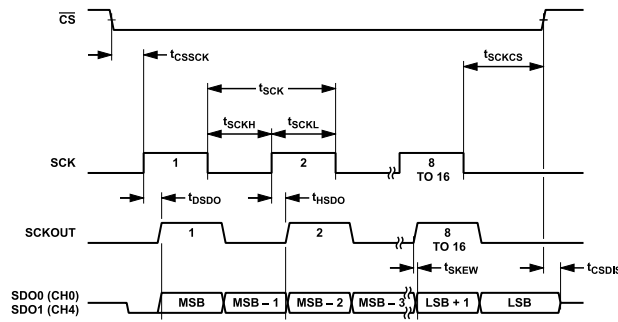 CS
tCSSCK
tSCKCS
tSCK
tSCKH
tSCKL
SCK
1
2
8
TO 16
tDSDO
tHSDO
SCKOUT
1
2
8
TO 16
tSKEW
tCSDIS
SDO0 (CH0)
SDO1 (CH4)
MSB
MSB – 1
MSB – 2
MSB – 3
LSB + 1
LSB